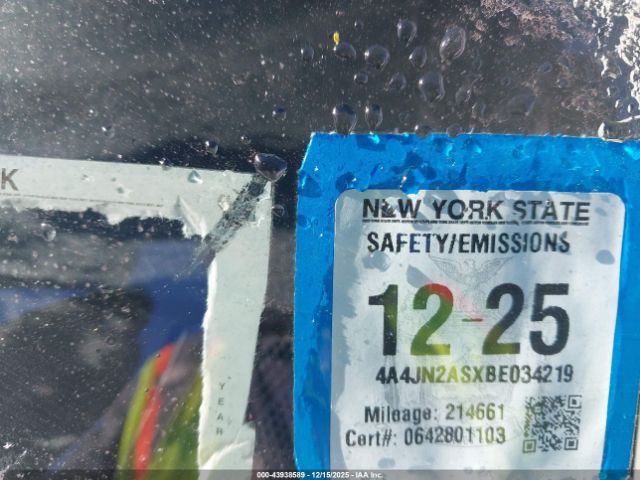 K
NEW YORK STATE
SAFETY/EMISSIONS
12-25
4A4JN2ASXBE034219
Mileage: 214661
Cert#: 0642801103
YEAR
000-43938589 - 12/15/2025 - IAA Inc.